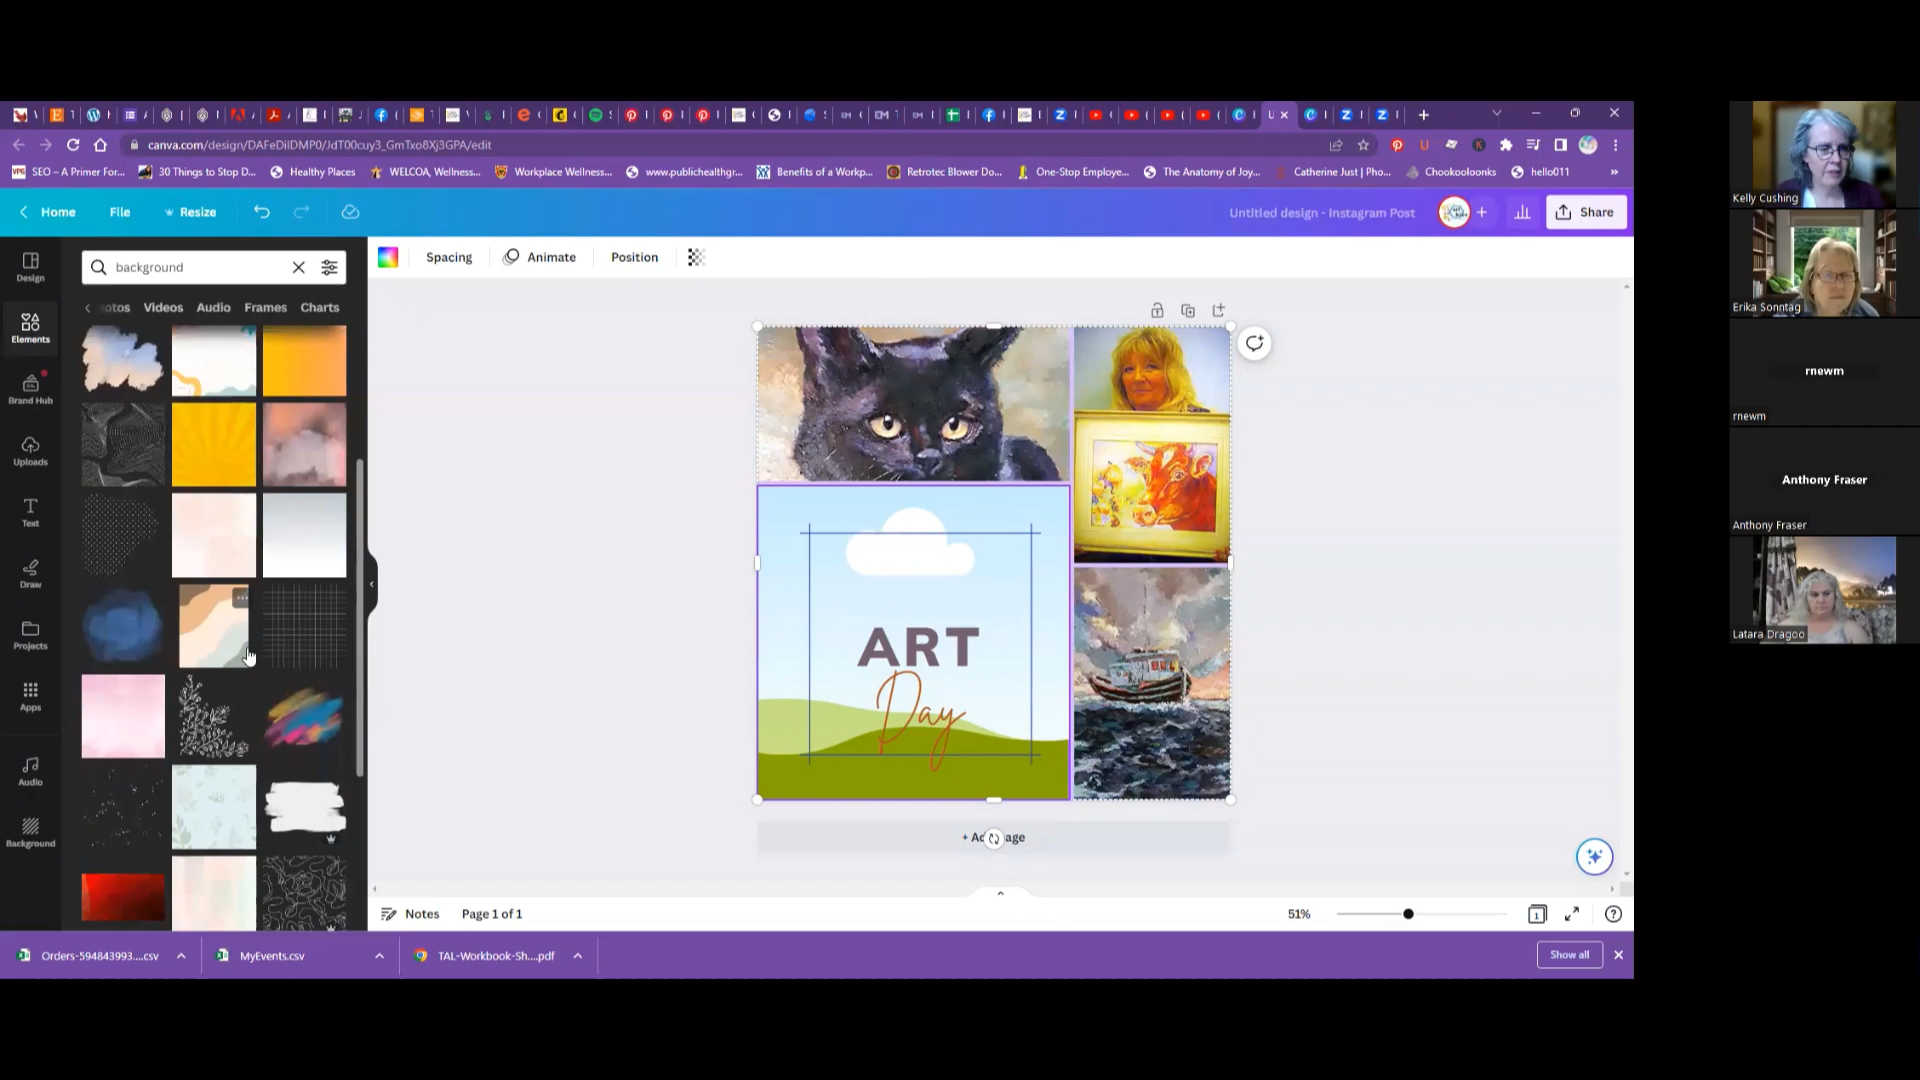 canva.com/design/DAFeDilDMP0/JdT00cuy3_GmTxo8Xj3GPA/edit
SEO – A Primer For...
30 Things to Stop D...
Healthy Places
WELCOA, Wellness...
Workplace Wellness...
www.publichealthgr...
Benefits of a Workp...
Retrotec Blower Do...
One-Stop Employe...
The Anatomy of Joy...
Catherine Just | Pho...
Chookooloonks
hello011
Home
File
Resize
Untitled design - Instagram Post
Share
Design
Elements
Brand Hub
Uploads
Text
Draw
Projects
Apps
Audio
Background
background
otos
Videos
Audio
Frames
Charts
Spacing
Animate
Position
ART
Day
Notes
Page 1 of 1
51%
1
Orders-594843993....csv
MyEvents.csv
TAL-Workbook-Sh....pdf
Show all
Kelly Cushing
Erika Sonntag
rnewm
rnewm
Anthony Fraser
Anthony Fraser
Latara Dragoo